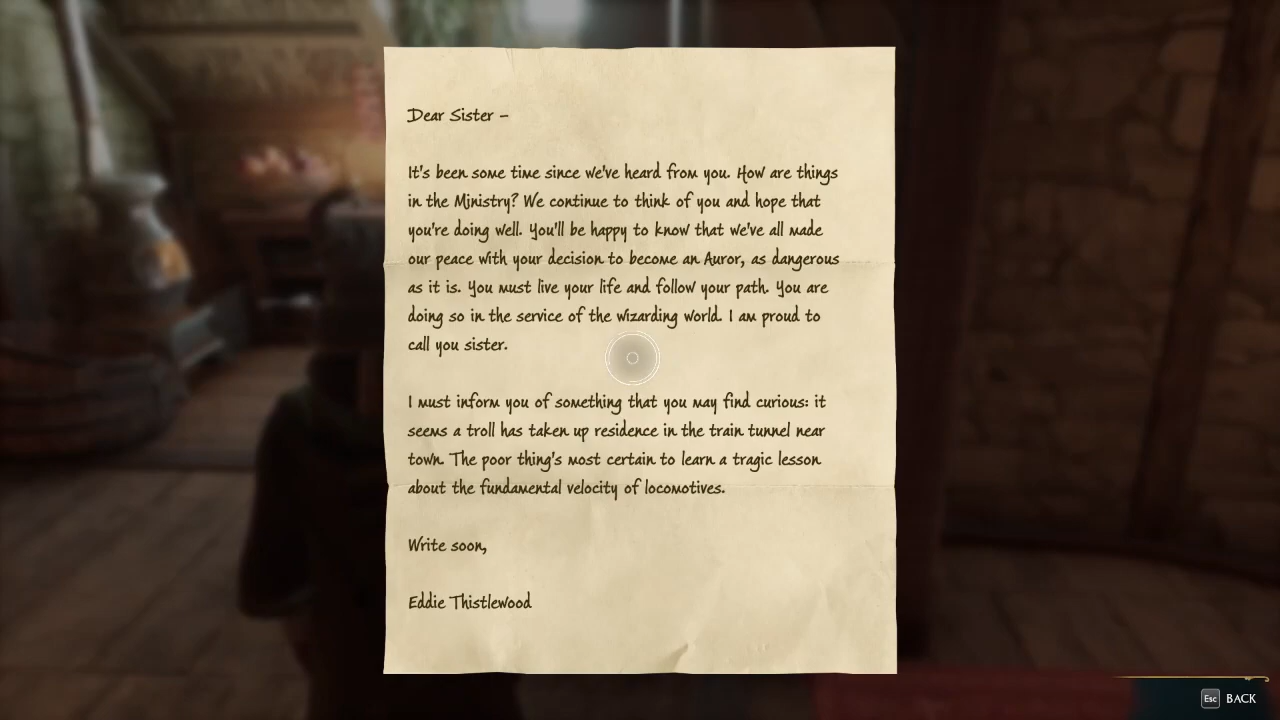 Dear Sister –
It's been some time since we've heard from you. How are things
in the Ministry? We continue to think of you and hope that
you're doing well. You'll be happy to know that we've all made
our peace with your decision to become an Auror, as dangerous
as it is. You must live your life and follow your path. You are
doing so in the service of the wizarding world. I am proud to
call you sister.
I must inform you of something that you may find curious: it
seems a troll has taken up residence in the train tunnel near
town. The poor thing's most certain to learn a tragic lesson
about the fundamental velocity of locomotives.
Write soon,
Eddie Thistlewood
Esc BACK